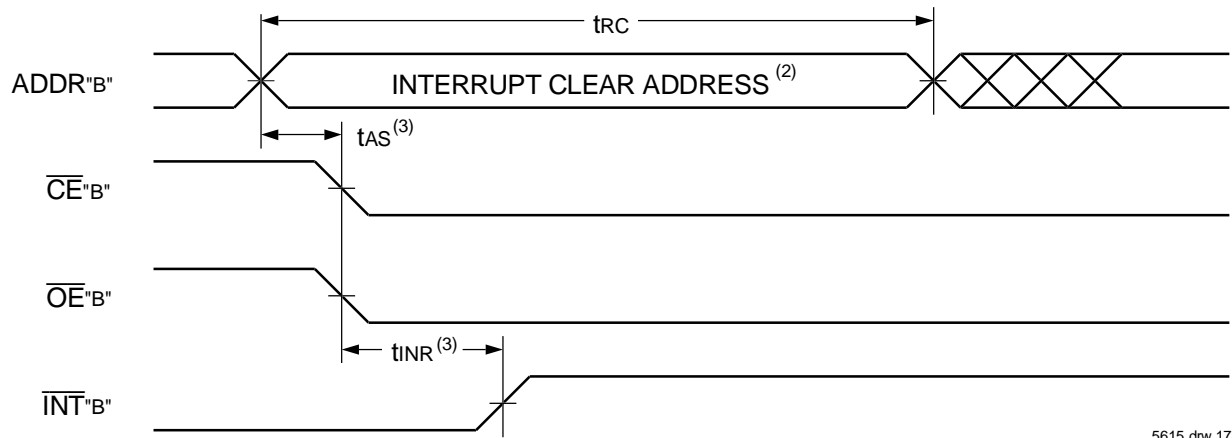 tRC
ADDR"B"
INTERRUPT CLEAR ADDRESS (2)
tAS(3)
CE"B"
OE"B"
tINR(3)
INT"B"
5615 drw 17